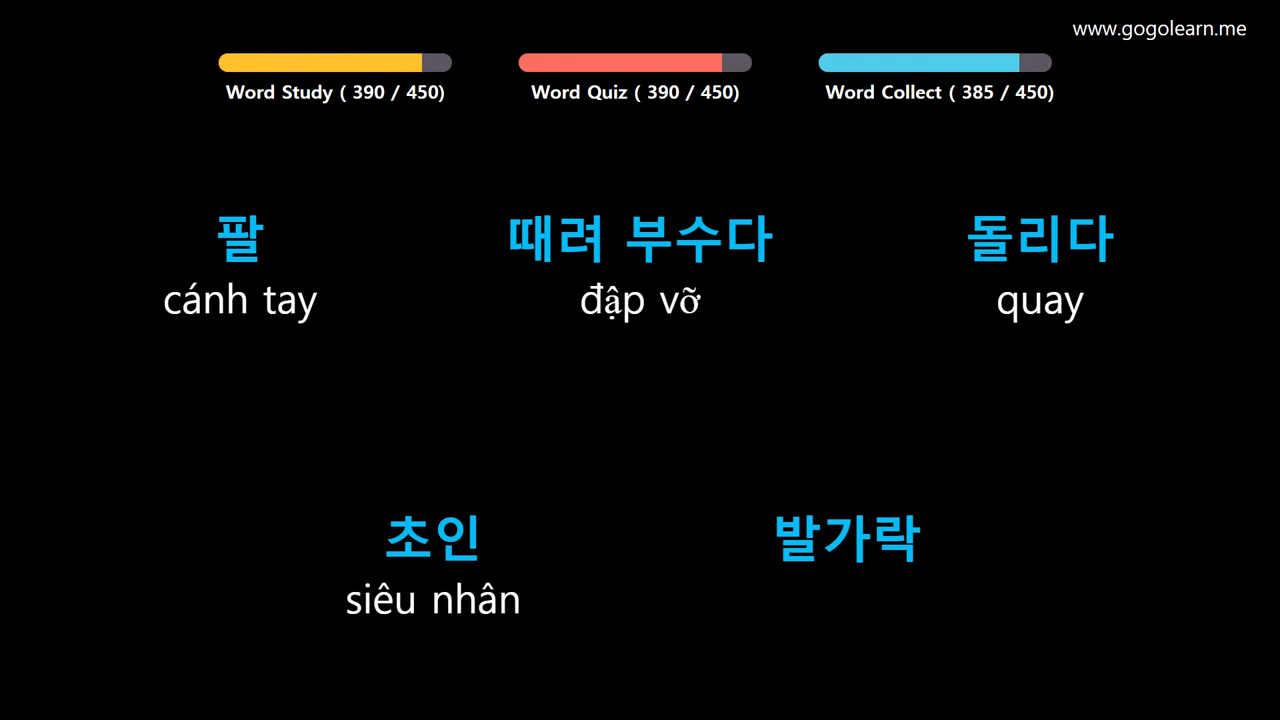 www.gogolearn.me
Word Study ( 390 / 450)
Word Quiz ( 390 / 450)
Word Collect ( 385 / 450)
팔
때려 부수다
돌리다
cánh tay
đập vỡ
quay
초인
발가락
siêu nhân